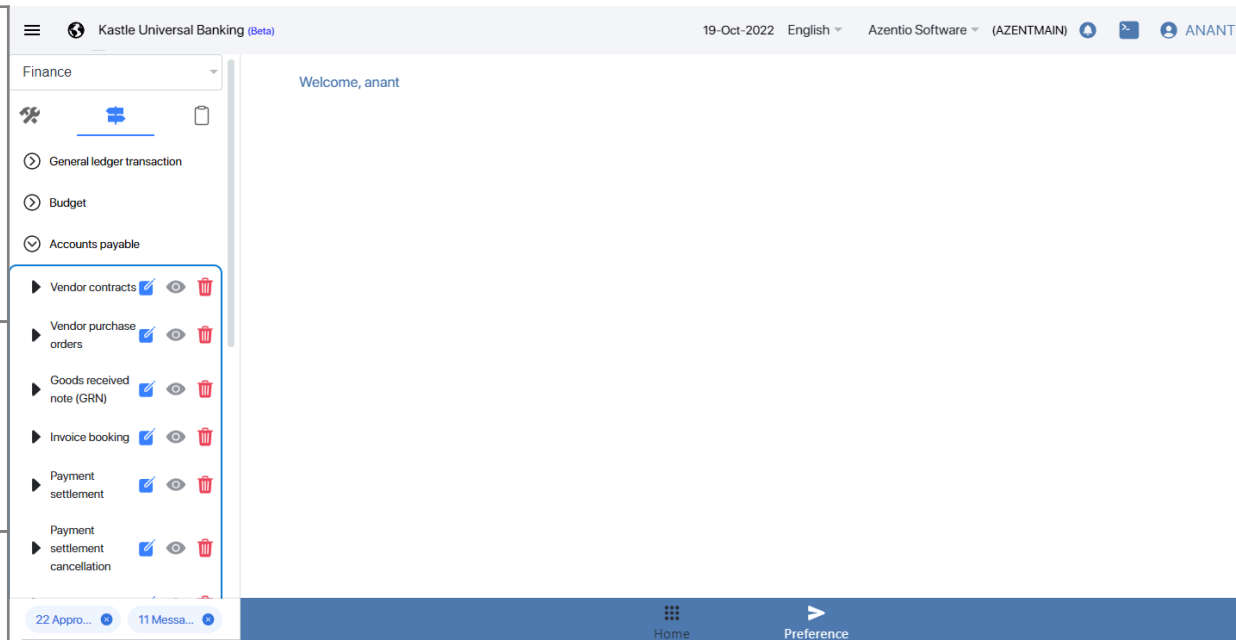 Kastle Universal Banking (Beta)
19-Oct-2022 English Azentio Software (AZENTMAIN) ANANT
Finance
Welcome, anant
General ledger transaction
Budget
Accounts payable
Vendor contracts
Vendor purchase
orders
Goods received
note (GRN)
Invoice booking
Payment
settlement
Payment
settlement
cancellation
22 Appro...
11 Messa...
Home
Preference